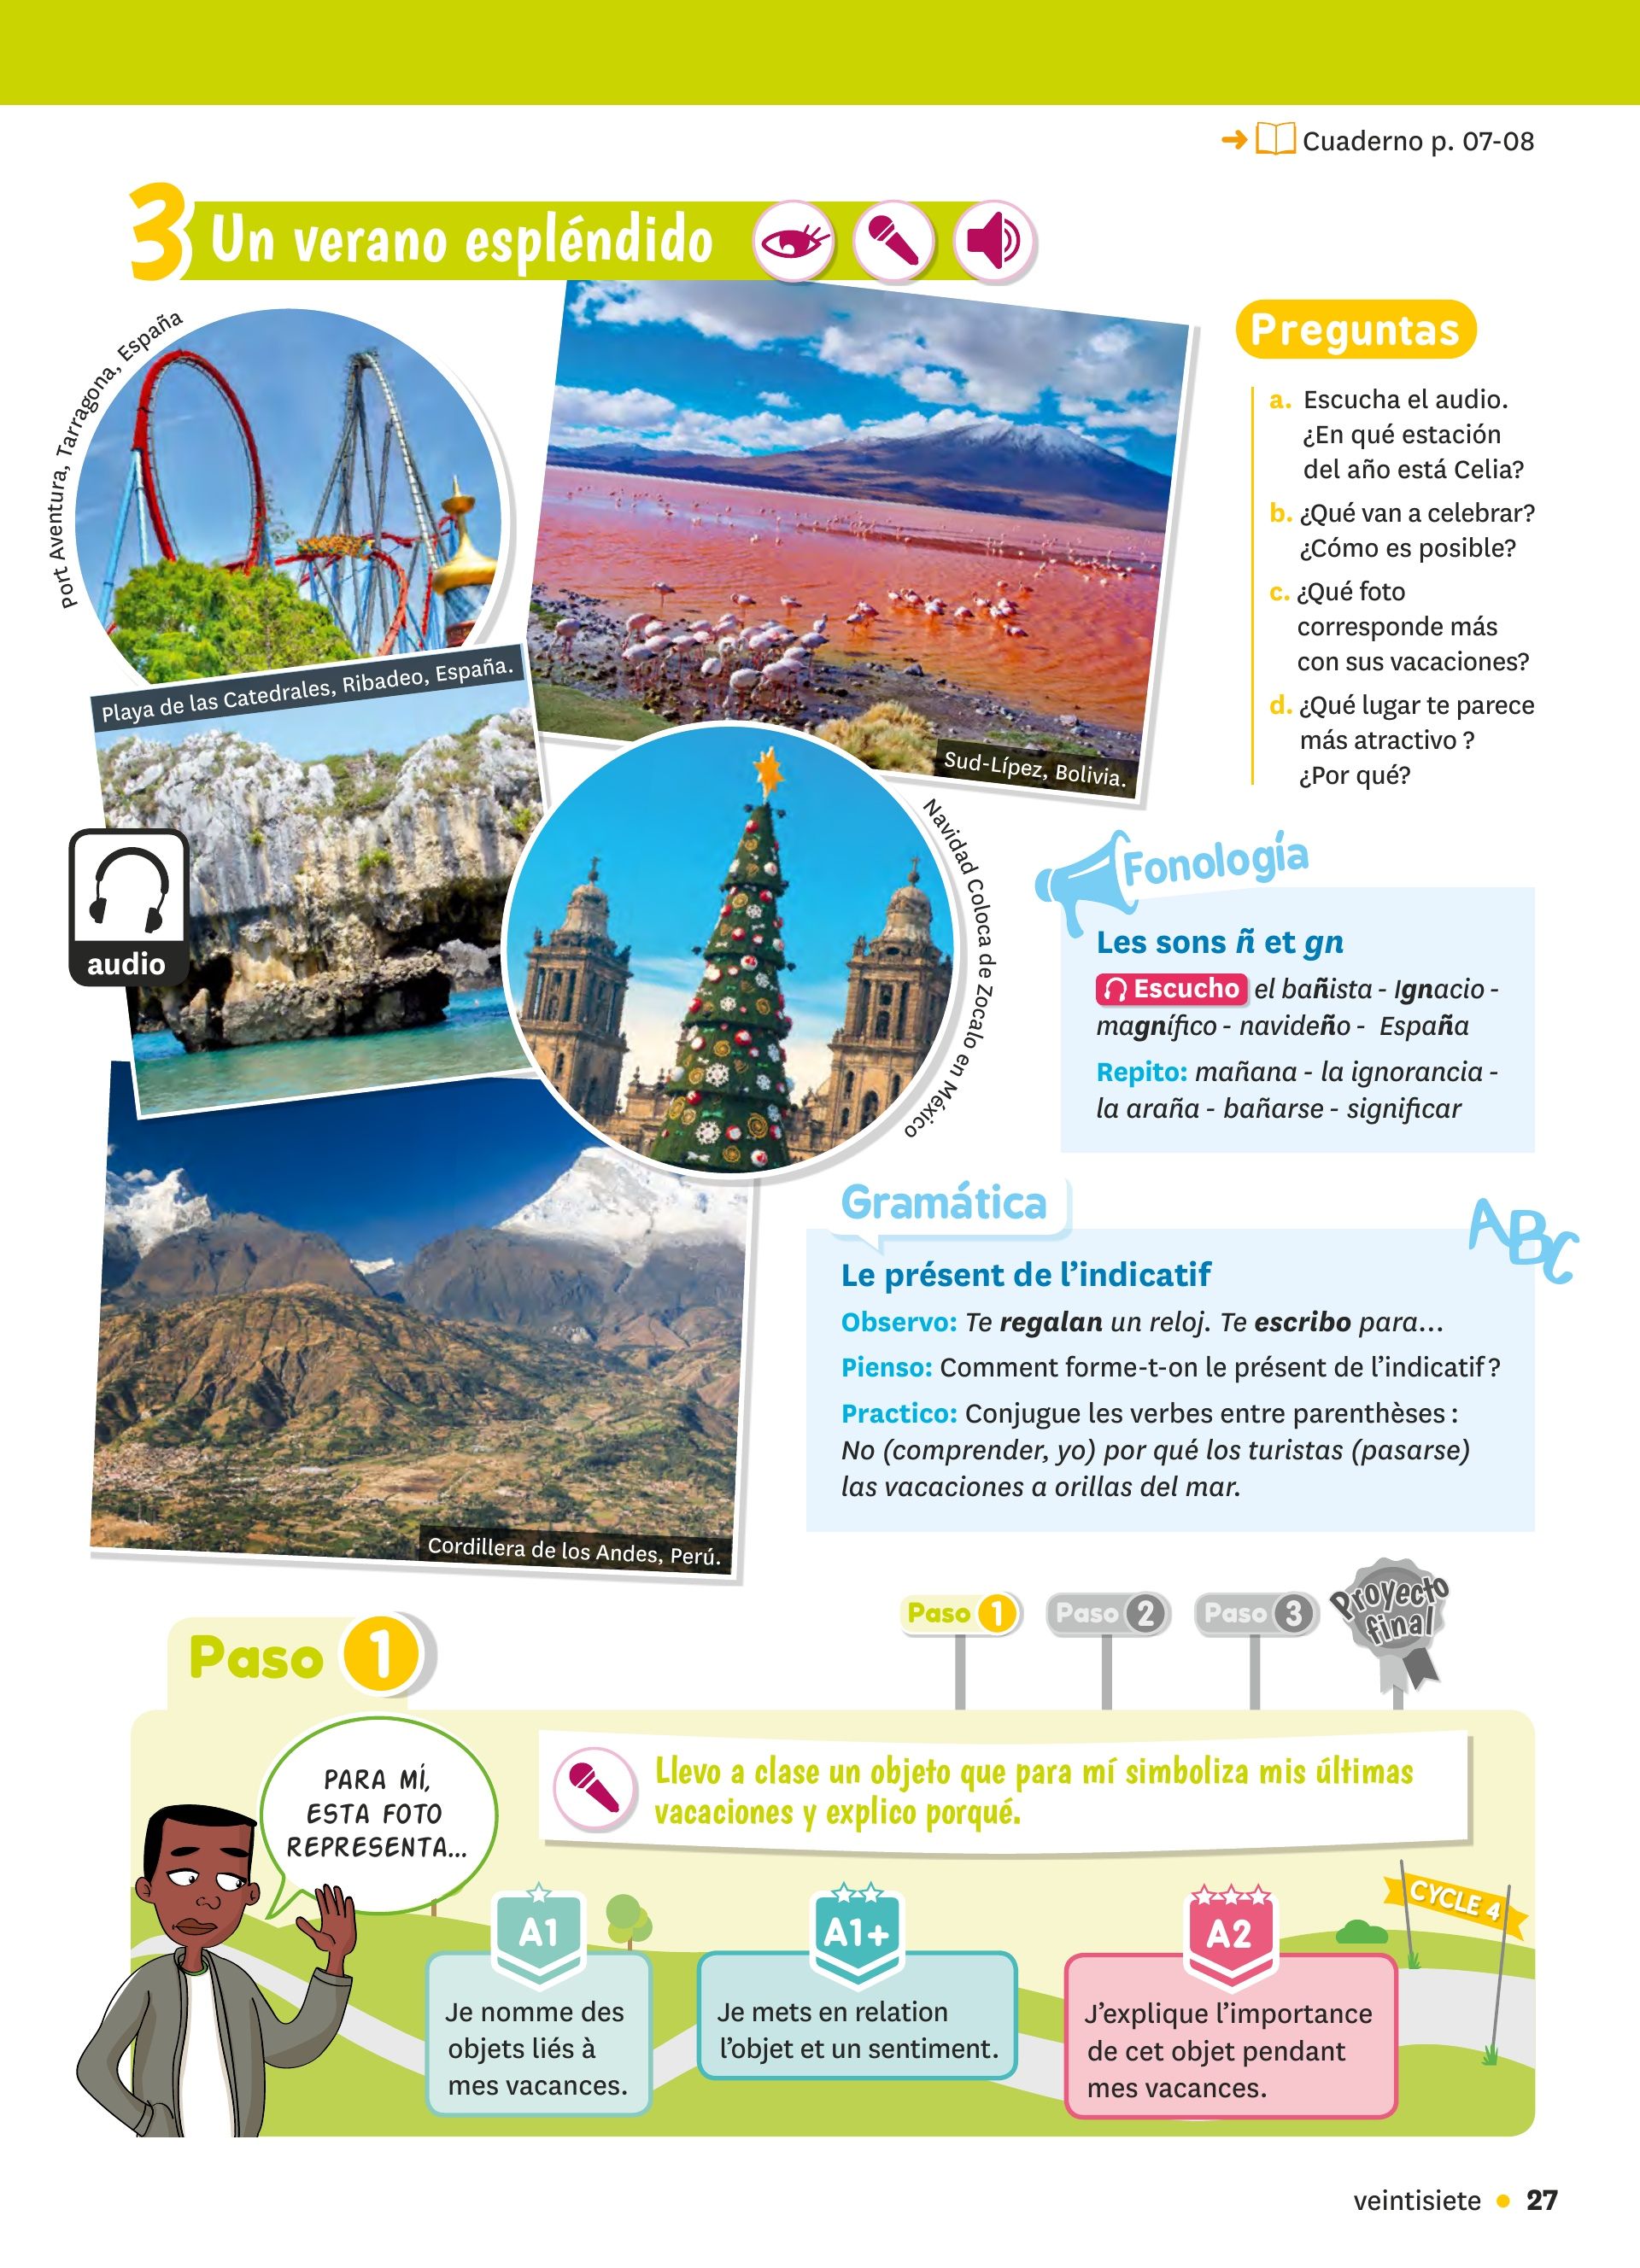 Cuaderno p. 07-08
3 Un verano espléndido
Port Aventura, Tarragona, España
Sud-Lípez, Bolivia.
Playa de las Catedrales, Ribadeo, España.
Navidad Coloca de Zocalo en México
audio
Cordillera de los Andes, Perú.
Preguntas
a. Escucha el audio.
¿En qué estación
del año está Celia?
b. ¿Qué van a celebrar?
¿Cómo es posible?
c. ¿Qué foto
corresponde más
con sus vacaciones?
d. ¿Qué lugar te parece
más atractivo ?
¿Por qué?
Fonología
Les sons ñ et gn
Escucho el bañista - Ignacio -
magnífico - navideño - España
Repito: mañana - la ignorancia -
la araña - bañarse - significar
Gramática
ABC
Le présent de l'indicatif
Observo: Te regalan un reloj. Te escribo para...
Pienso: Comment forme-t-on le présent de l'indicatif ?
Practico: Conjugue les verbes entre parenthèses :
No (comprender, yo) por qué los turistas (pasarse)
las vacaciones a orillas del mar.
Paso 1
Paso 2
Paso 3
Proyecto
final
Paso 1
PARA MÍ,
ESTA FOTO
REPRESENTA...
Llevo a clase un objeto que para mí simboliza mis últimas
vacaciones y explico porqué.
CYCLE 4
A1
Je nomme des
objets liés à
mes vacances.
A1+
Je mets en relation
l'objet et un sentiment.
A2
J'explique l'importance
de cet objet pendant
mes vacances.
veintisiete • 27